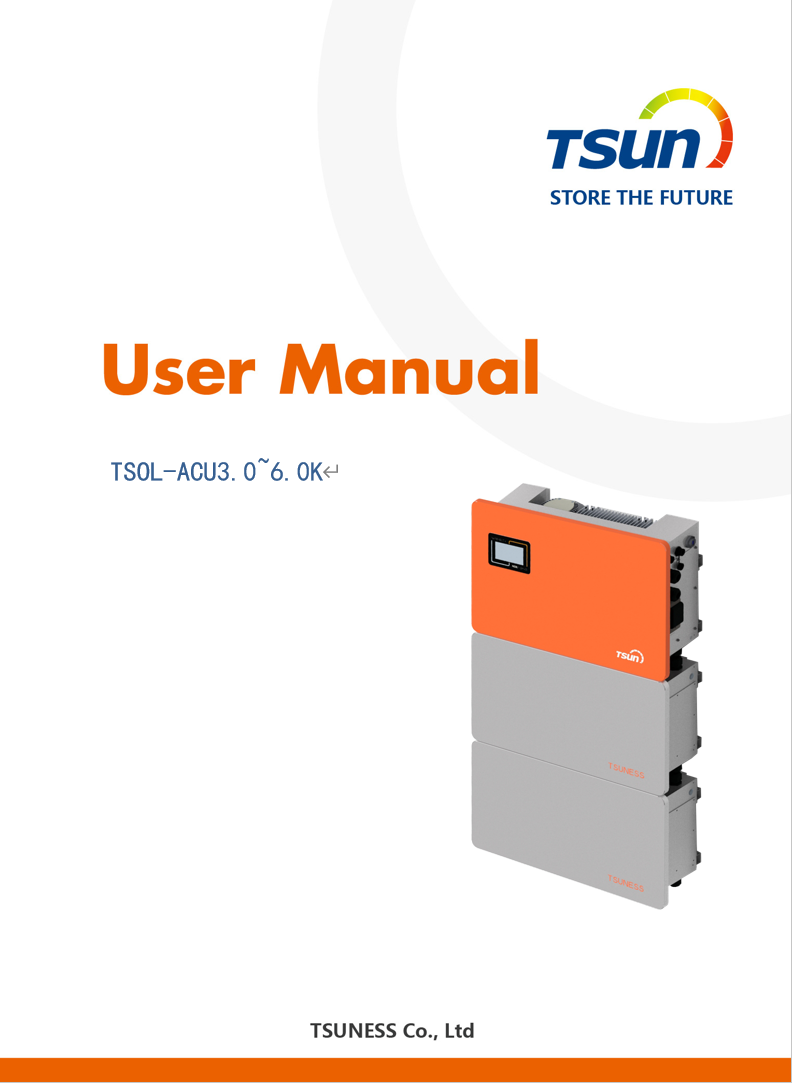 TSUN
STORE THE FUTURE
User Manual
TSOL-ACU3.0~6.0K↵
TSUN
TSUNESS
TSUNESS
TSUNESS Co., Ltd